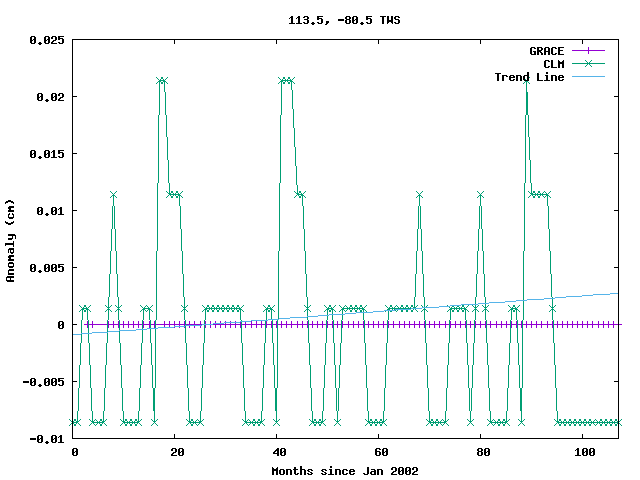 113.5, -80.5 TWS
GRACE
CLM
Trend Line
0.025
0.02
0.015
0.01
0.005
0
-0.005
-0.01
Anomaly (cm)
0 20 40 60 80 100
Months since Jan 2002